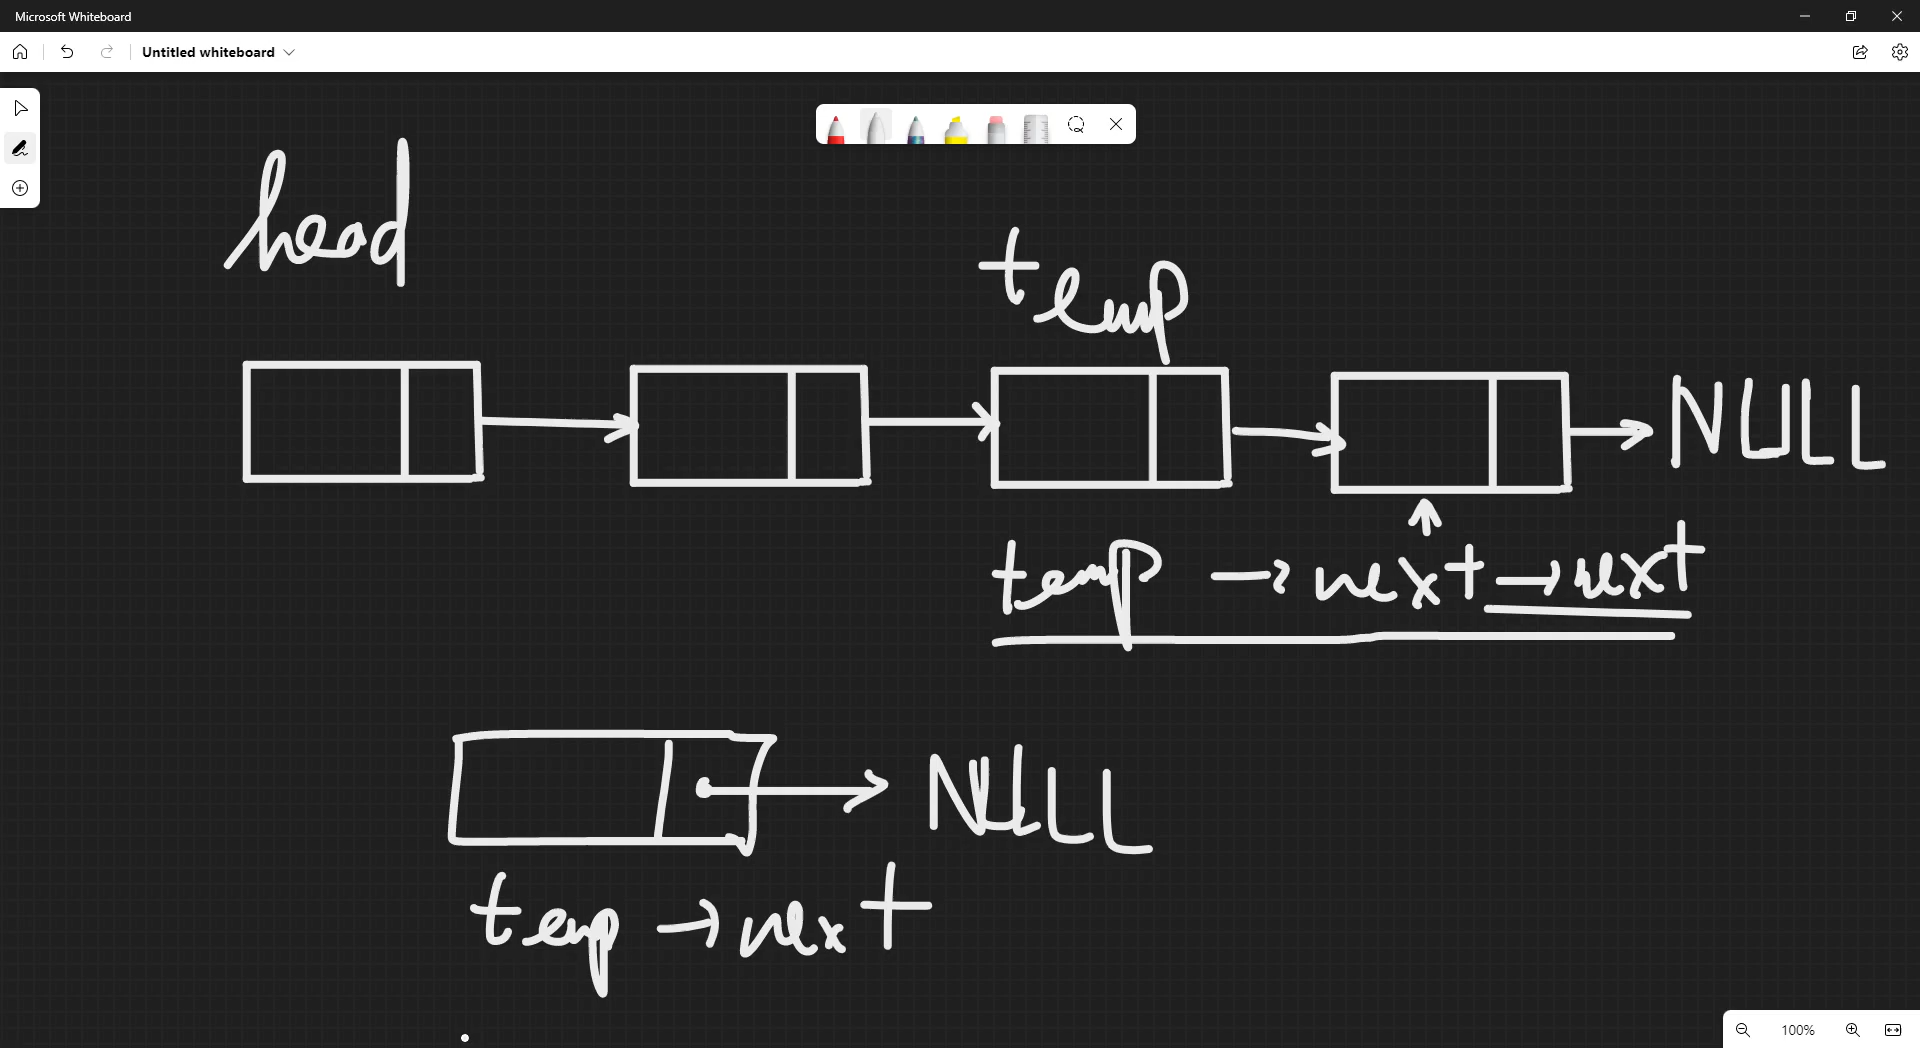 Microsoft Whiteboard
Untitled whiteboard
head
temp
NULL
temp → next → next
NULL
temp → next
100%